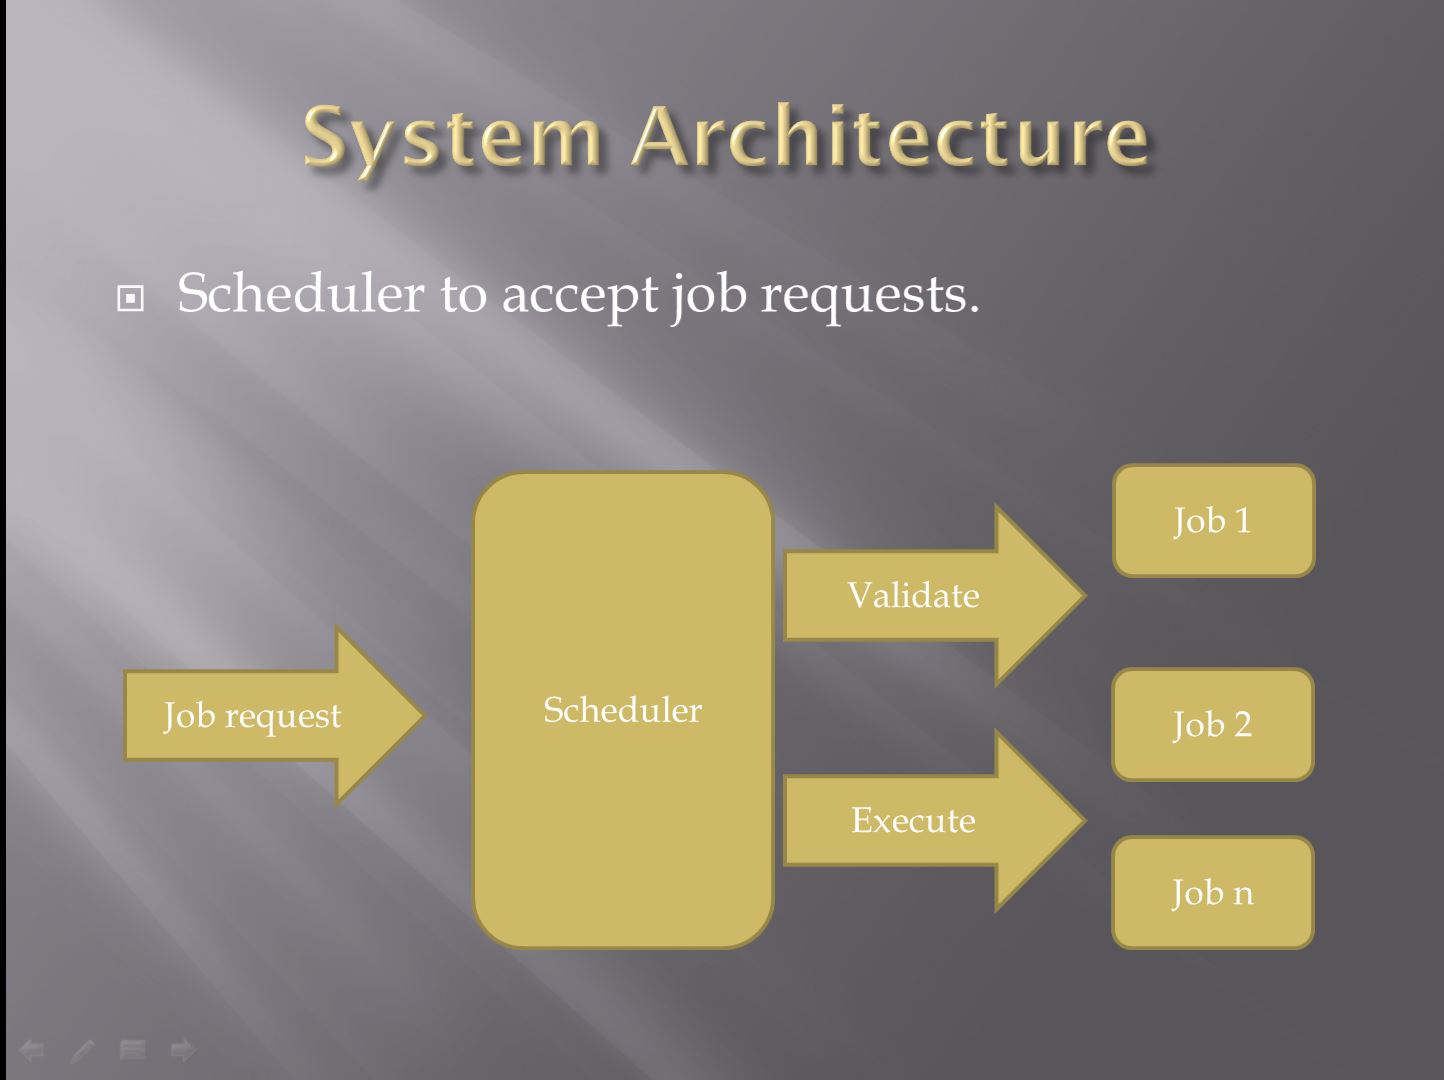 System Architecture
Scheduler to accept job requests.
Job request
Scheduler
Validate
Execute
Job 1
Job 2
Job n